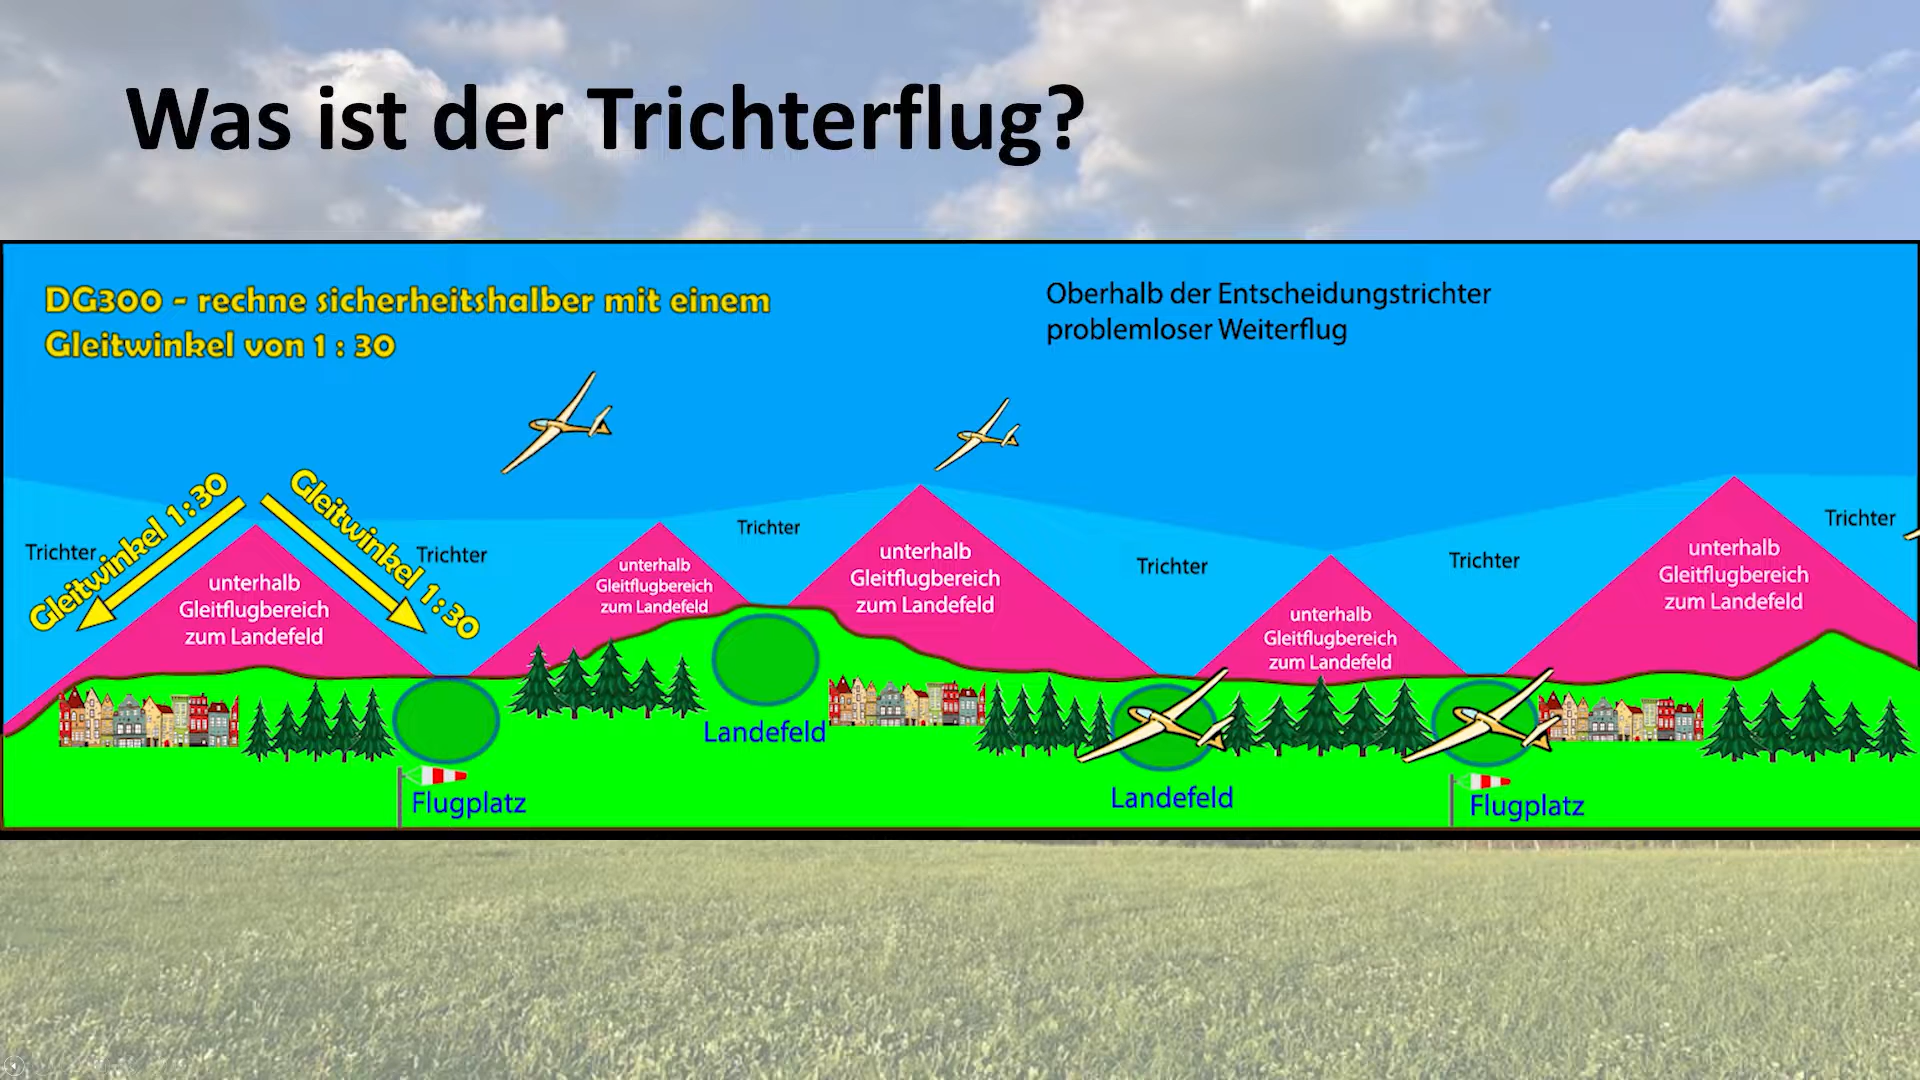 Was ist der Trichterflug?
DG300 - rechne sicherheitshalber mit einem
Gleitwinkel von 1 : 30
Oberhalb der Entscheidungstrichter
problemloser Weiterflug
Gleitwinkel 1:30
Gleitwinkel 1:30
Trichter
Trichter
Trichter
Trichter
Trichter
Trichter
unterhalb
Gleitflugbereich
zum Landefeld
unterhalb
Gleitflugbereich
zum Landefeld
unterhalb
Gleitflugbereich
zum Landefeld
unterhalb
Gleitflugbereich
zum Landefeld
unterhalb
Gleitflugbereich
zum Landefeld
Flugplatz
Landefeld
Landefeld
Flugplatz